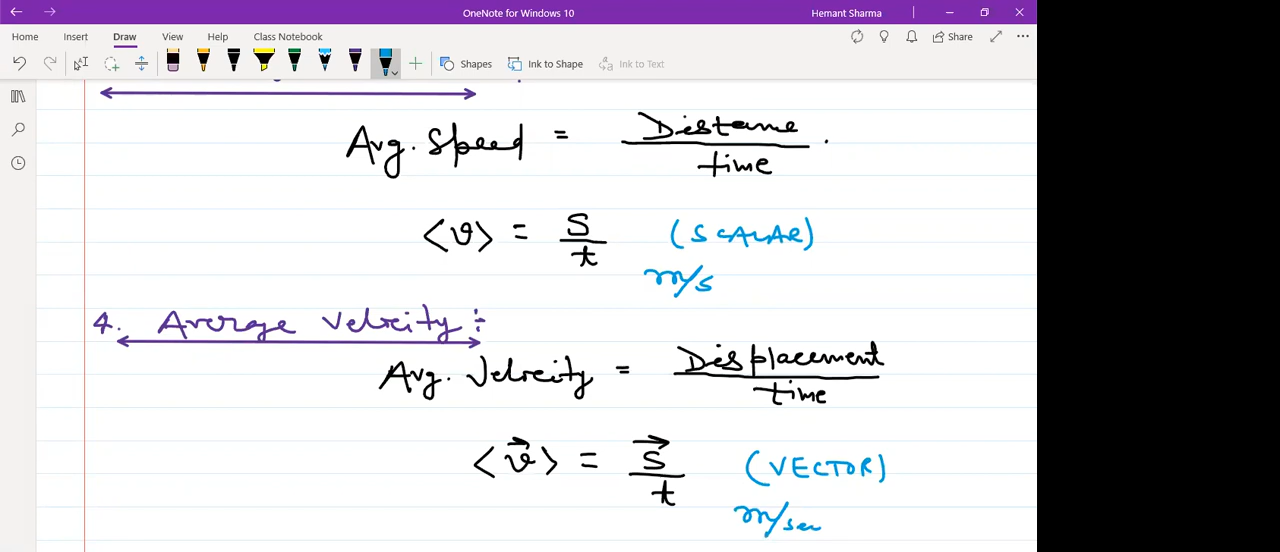 OneNote for Windows 10
Hemant Sharma
Home Insert Draw View Help Class Notebook
Share
Shapes Ink to Shape Ink to Text
Avg. Speed = Distance / time
<v> = S / t (SCALAR)
m/s
4. Average Velocity :
Avg. Velocity = Displacement / time
<v⃗> = s⃗ / t (VECTOR)
m/sec